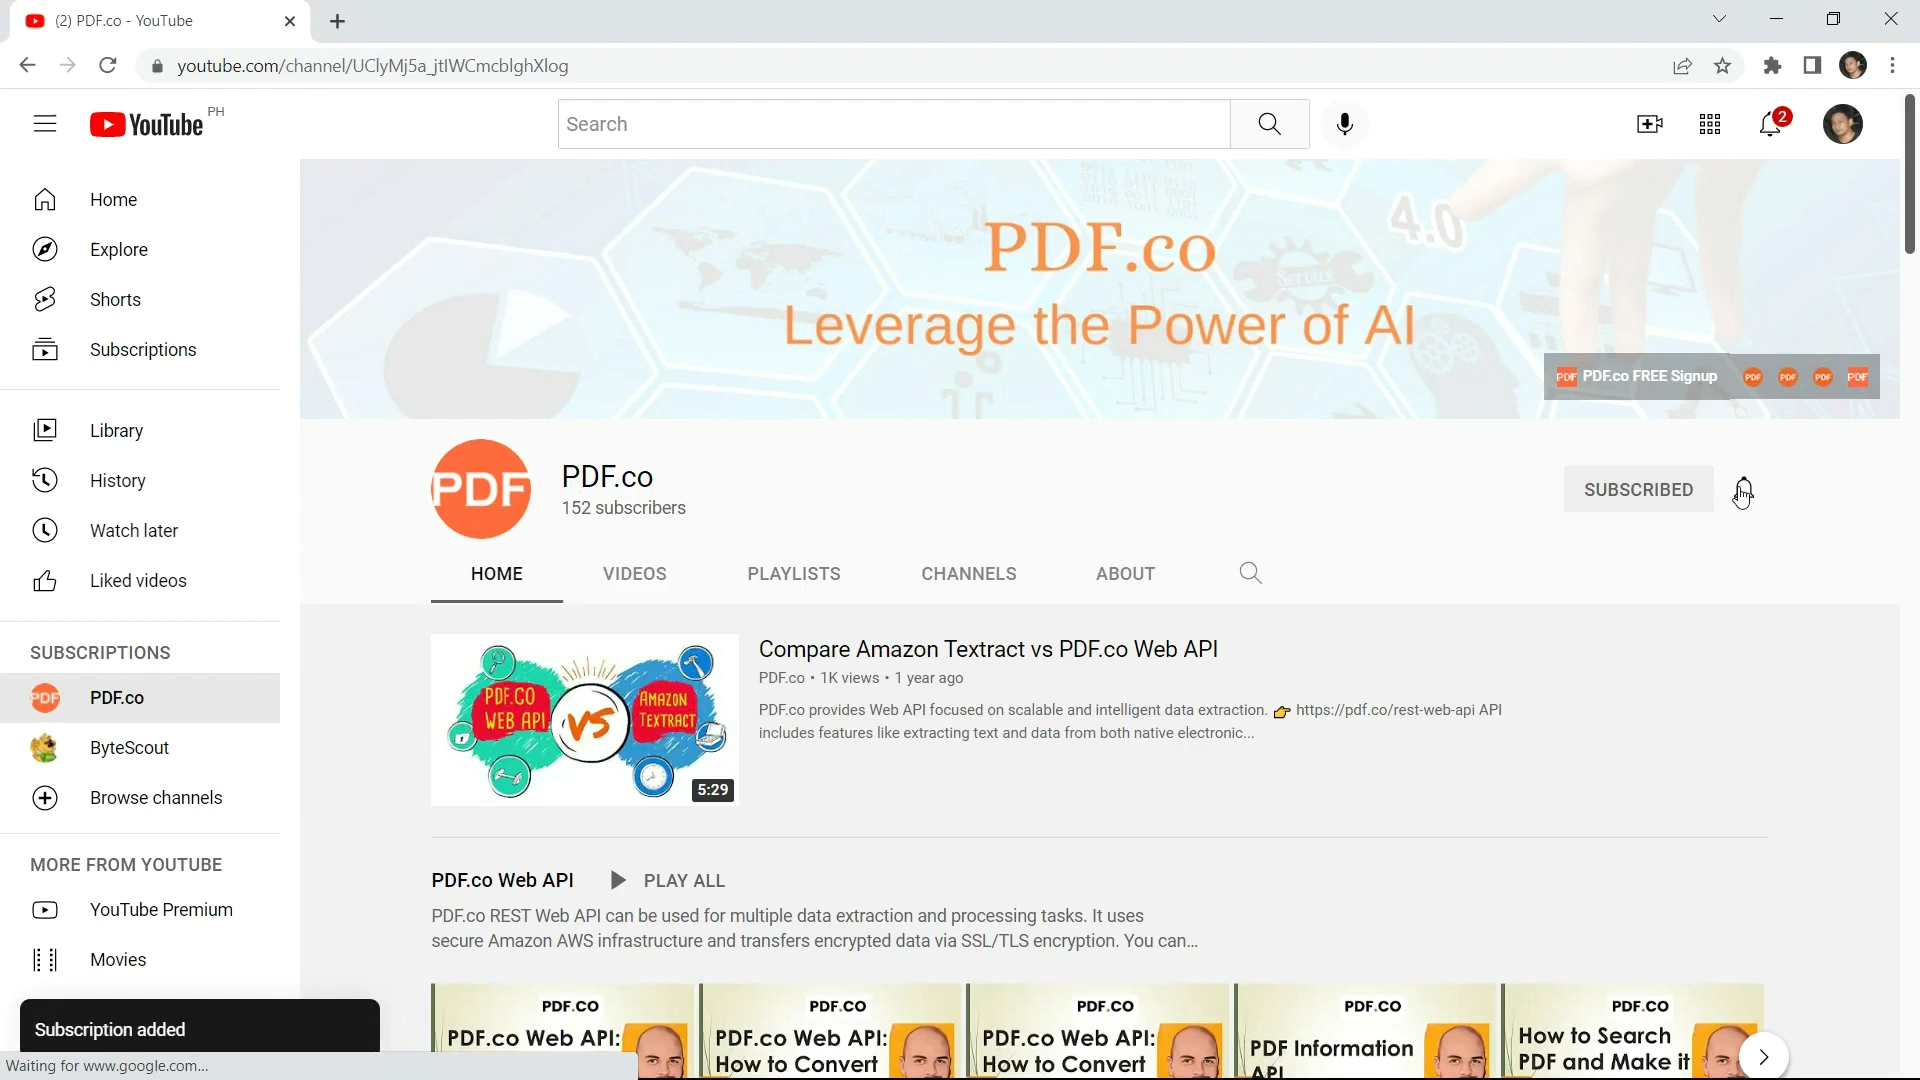 (2) PDF.co - YouTube
youtube.com/channel/UClyMj5a_jtIWCmcblghXlog
YouTube PH
Search
2
Home
Explore
Shorts
Subscriptions
Library
History
Watch later
Liked videos
SUBSCRIPTIONS
PDF PDF.co
ByteScout
Browse channels
MORE FROM YOUTUBE
YouTube Premium
Movies
Subscription added
Waiting for www.google.com...
4.0
Service
PDF.co
Leverage the Power of AI
PDF PDF.co FREE Signup PDF PDF PDF PDF
PDF
PDF.co
152 subscribers
SUBSCRIBED
HOME VIDEOS PLAYLISTS CHANNELS ABOUT
PDF.CO
WEB API
VS
AMAZON
TEXTRACT
5:29
Compare Amazon Textract vs PDF.co Web API
PDF.co • 1K views • 1 year ago
PDF.co provides Web API focused on scalable and intelligent data extraction. 👉 https://pdf.co/rest-web-api API
includes features like extracting text and data from both native electronic...
PDF.co Web API PLAY ALL
PDF.co REST Web API can be used for multiple data extraction and processing tasks. It uses
secure Amazon AWS infrastructure and transfers encrypted data via SSL/TLS encryption. You can...
PDF.CO
PDF.co Web API:
PDF.CO
PDF.co Web API:
How to Convert
PDF.CO
PDF.co Web API:
How to Convert
PDF.CO
PDF Information
API
PDF.CO
How to Search
PDF and Make it